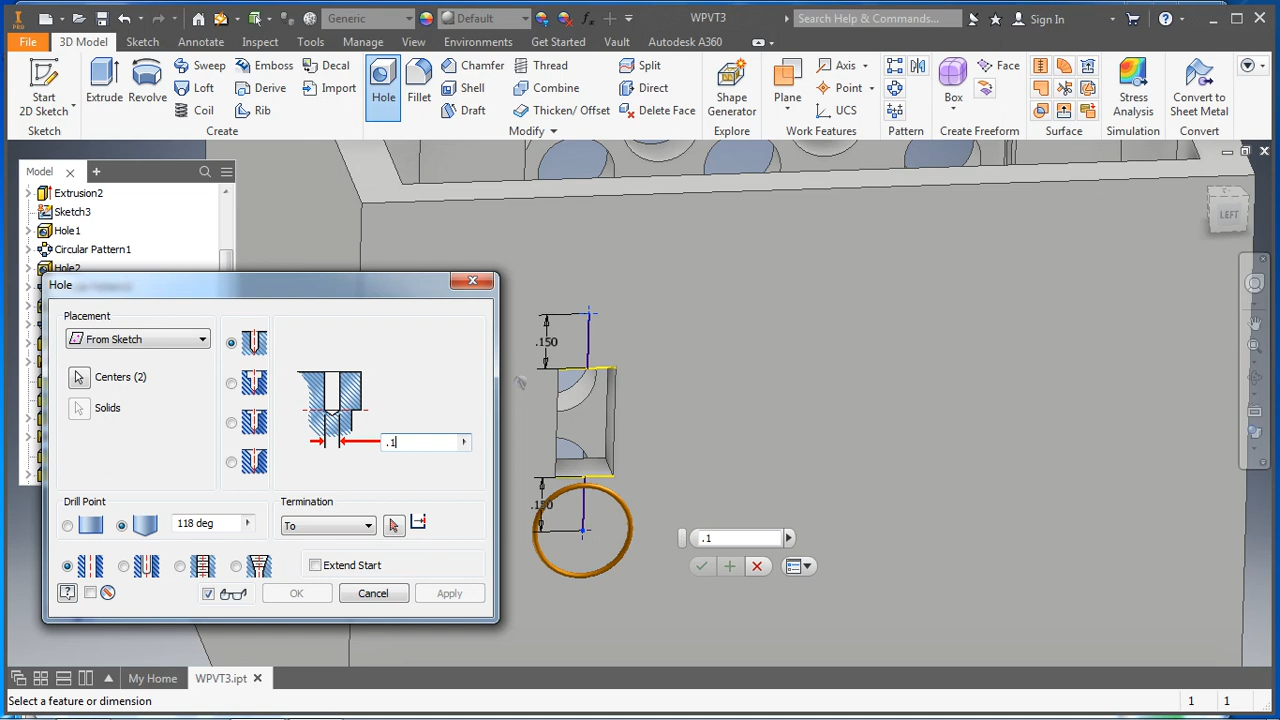 PRO
Generic
Default
fx
WPVT3
Search Help & Commands...
Sign In
File
3D Model
Sketch
Annotate
Inspect
Tools
Manage
View
Environments
Get Started
Vault
Autodesk A360
Start
2D Sketch
Sketch
Extrude
Revolve
Sweep
Loft
Coil
Emboss
Derive
Rib
Decal
Import
Create
Hole
Fillet
Chamfer
Shell
Draft
Thread
Combine
Thicken/ Offset
Split
Direct
Delete Face
Modify
Shape
Generator
Explore
Plane
Axis
Point
UCS
Work Features
Pattern
Box
Face
Create Freeform
Surface
Stress
Analysis
Simulation
Convert to
Sheet Metal
Convert
Model
Extrusion2
Sketch3
Hole1
Circular Pattern1
Hole2
LEFT
Hole
Placement
From Sketch
Centers (2)
Solids
.1
Drill Point
118 deg
Termination
To
Extend Start
OK
Cancel
Apply
.150
.150
.1
My Home
WPVT3.ipt
Select a feature or dimension
1
1